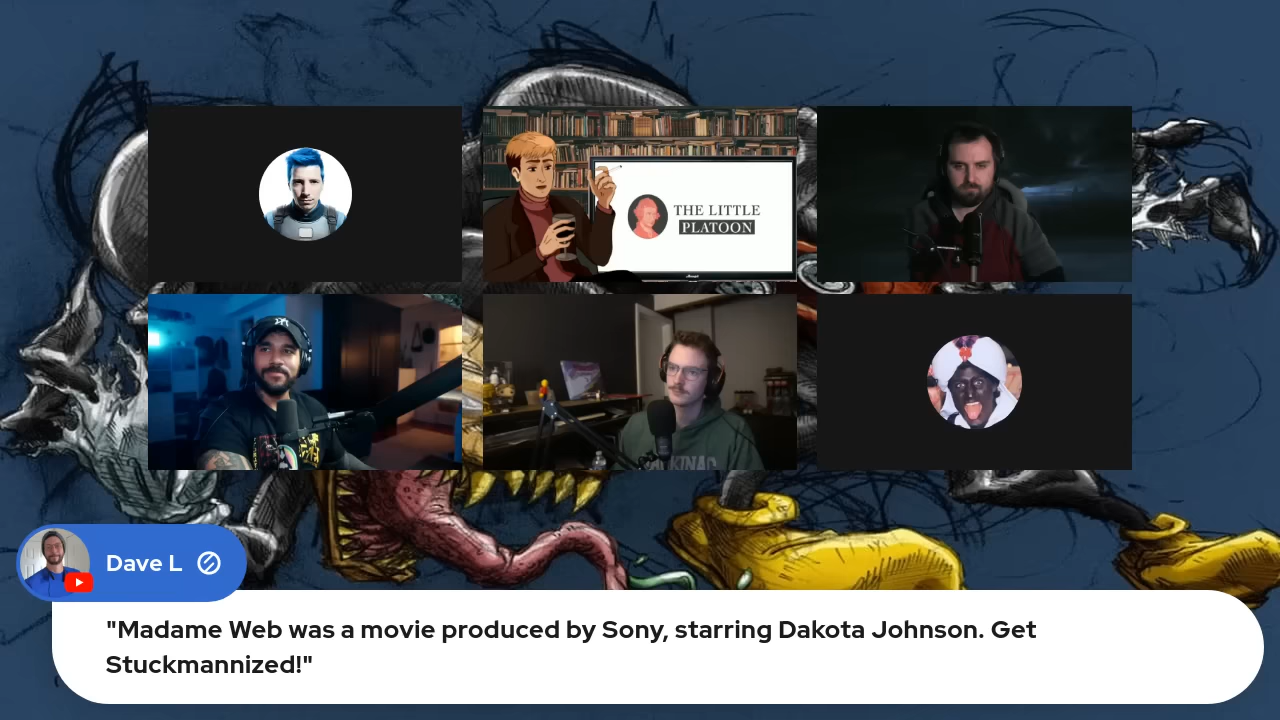 THE LITTLE
PLATOON
Dave L
"Madame Web was a movie produced by Sony, starring Dakota Johnson. Get
Stuckmannized!"